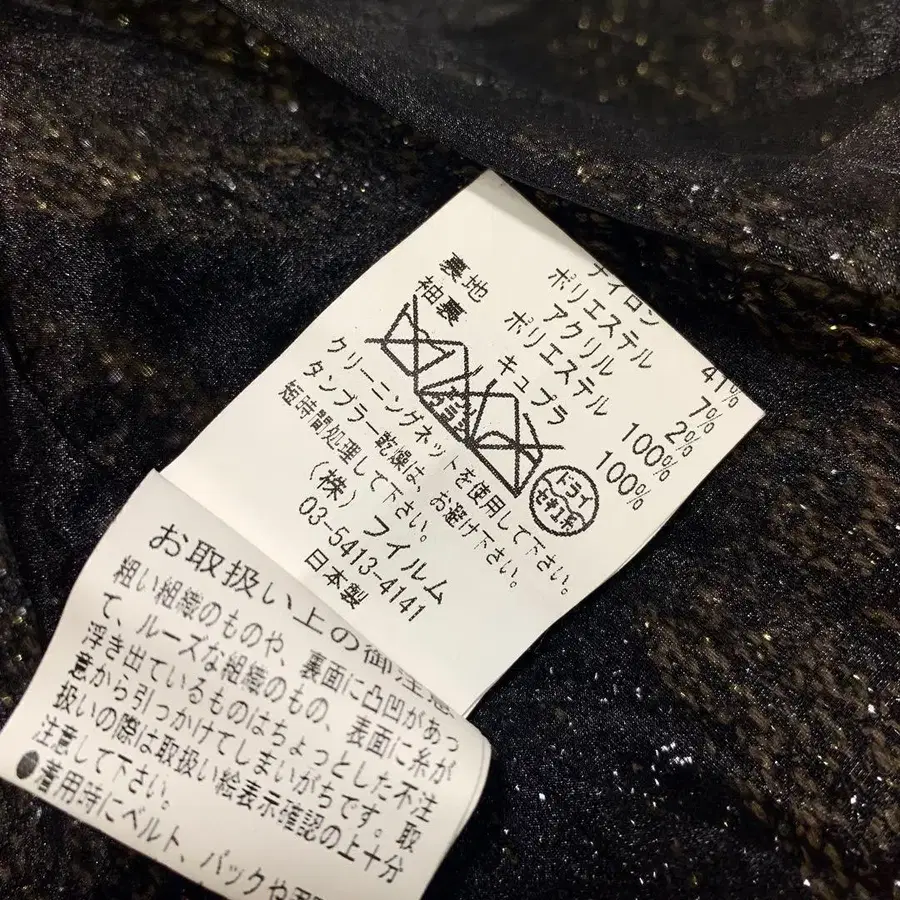 ナイロン 41%
ポリエステル 7%
アクリル 2%
裏地 ポリエステル 100%
袖裏 キュプラ 100%
ドライ
セキユ系
クリーニングネットを使用して下さい。
タンブラー乾燥は、お避け下さい。
短時間処理して下さい。
(株)フイルム
03-5413-4141
日本製
お取扱い上の御注意
粗い組織のものや、裏面に凸凹があっ
て、ルーズな組織のもの、表面に糸が
浮き出ているものはちょっとした不注
意から引っかけてしまいがちです。取
扱いの際は取扱い絵表示確認の上十分
注意して下さい。
●着用時にベルト、バックや